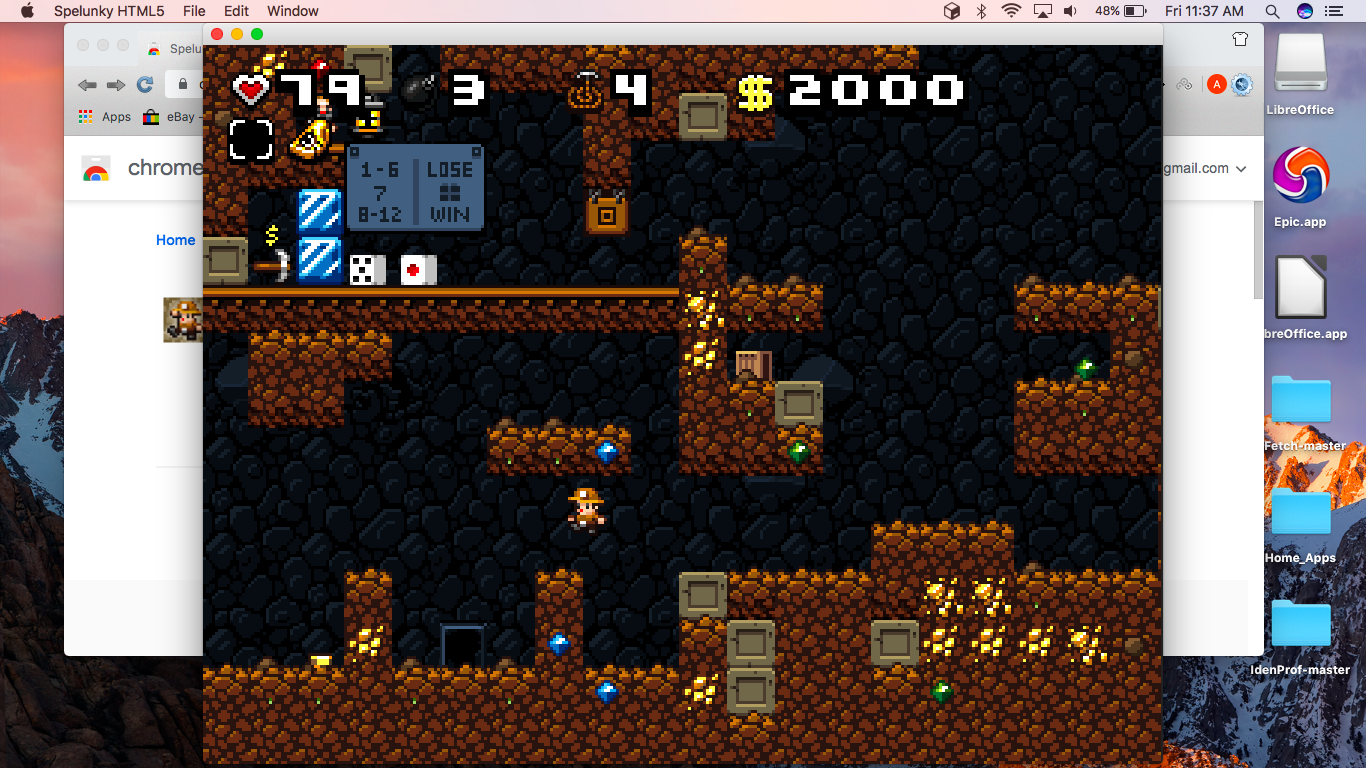 Spelunky HTML5 File Edit Window 48% Fri 11:37 AM
Spelu
79 3 4 $ 2000
A
Apps eBay
LibreOffice
chrome
gmail.com
1-6 LOSE
7
8-12 WIN
Epic.app
$
Home
breOffice.app
Fetch-master
Home_Apps
IdenProf-master